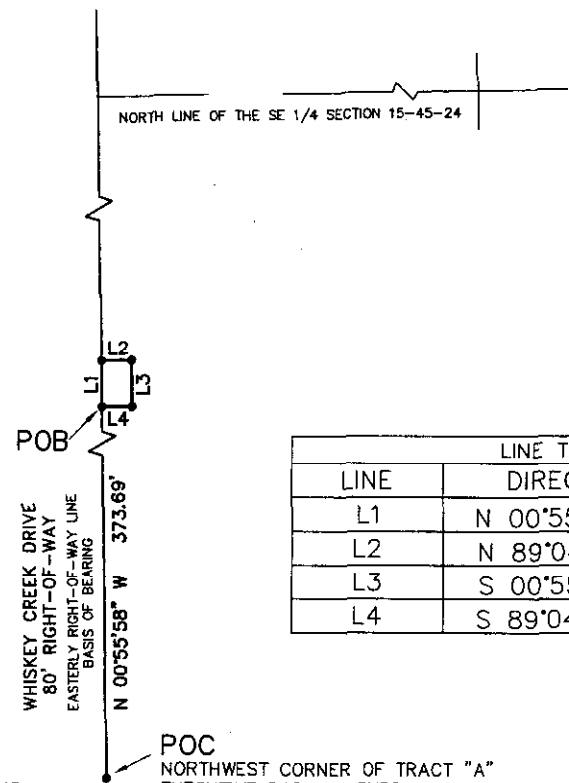 NORTH LINE OF THE SE 1/4 SECTION 15-45-24
L2
L1
L3
L4
POB
WHISKEY CREEK DRIVE
80' RIGHT-OF-WAY
EASTERLY RIGHT-OF-WAY LINE
BASIS OF BEARING
N 00°55'58" W 373.69'
LINE T
LINE DIREC
L1 N 00°55
L2 N 89°04
L3 S 00°55
L4 S 89°04
POC
NORTHWEST CORNER OF TRACT "A"